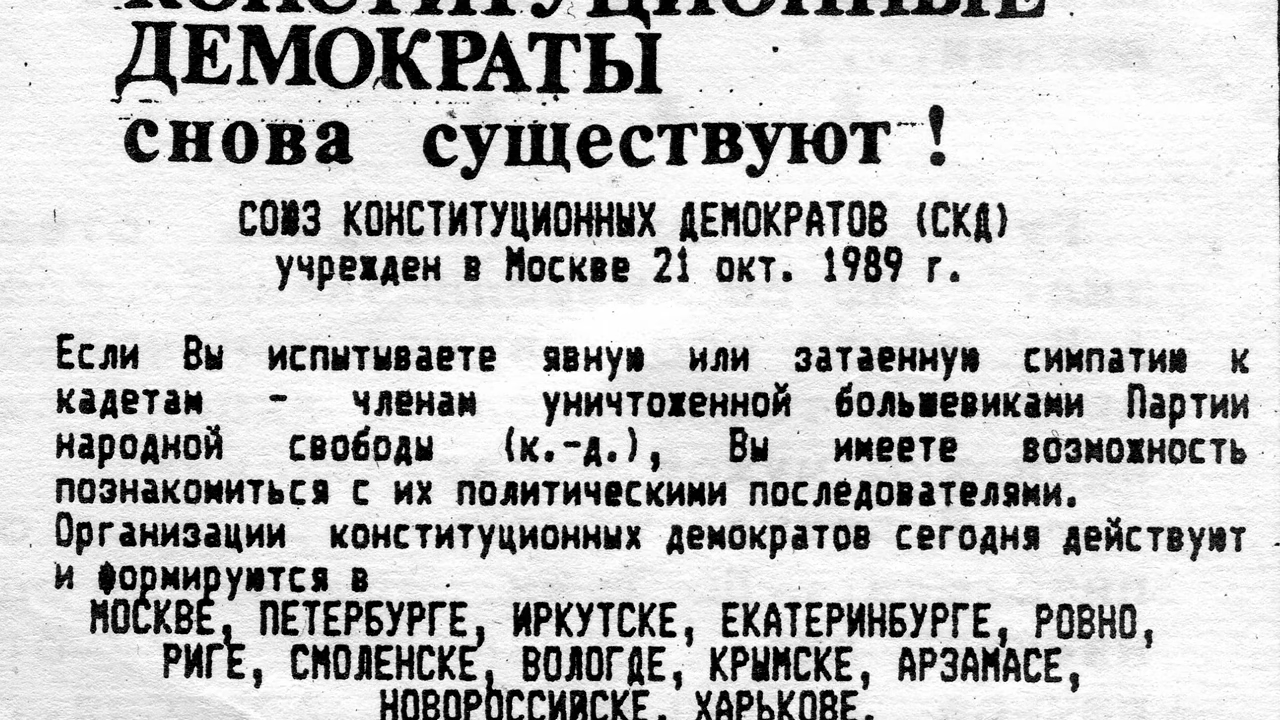 КОНСТИТУЦИОННЫЕ
ДЕМОКРАТЫ
снова существуют !
СОЮЗ КОНСТИТУЦИОННЫХ ДЕМОКРАТОВ (СКД)
учрежден в Москве 21 окт. 1989 г.
Если Вы испытываете явную или затаенную симпатию к
кадетам - членам уничтоженной большевиками Партии
народной свободы (к.-д.), Вы имеете возможность
познакомиться с их политическими последователями.
Организации конституционных демократов сегодня действуют
и формируются в
МОСКВЕ, ПЕТЕРБУРГЕ, ИРКУТСКЕ, ЕКАТЕРИНБУРГЕ, РОВНО,
РИГЕ, СМОЛЕНСКЕ, ВОЛОГДЕ, КРЫМСКЕ, АРЗАМАСЕ,
НОВОРОССИЙСКЕ, ХАРЬКОВЕ.